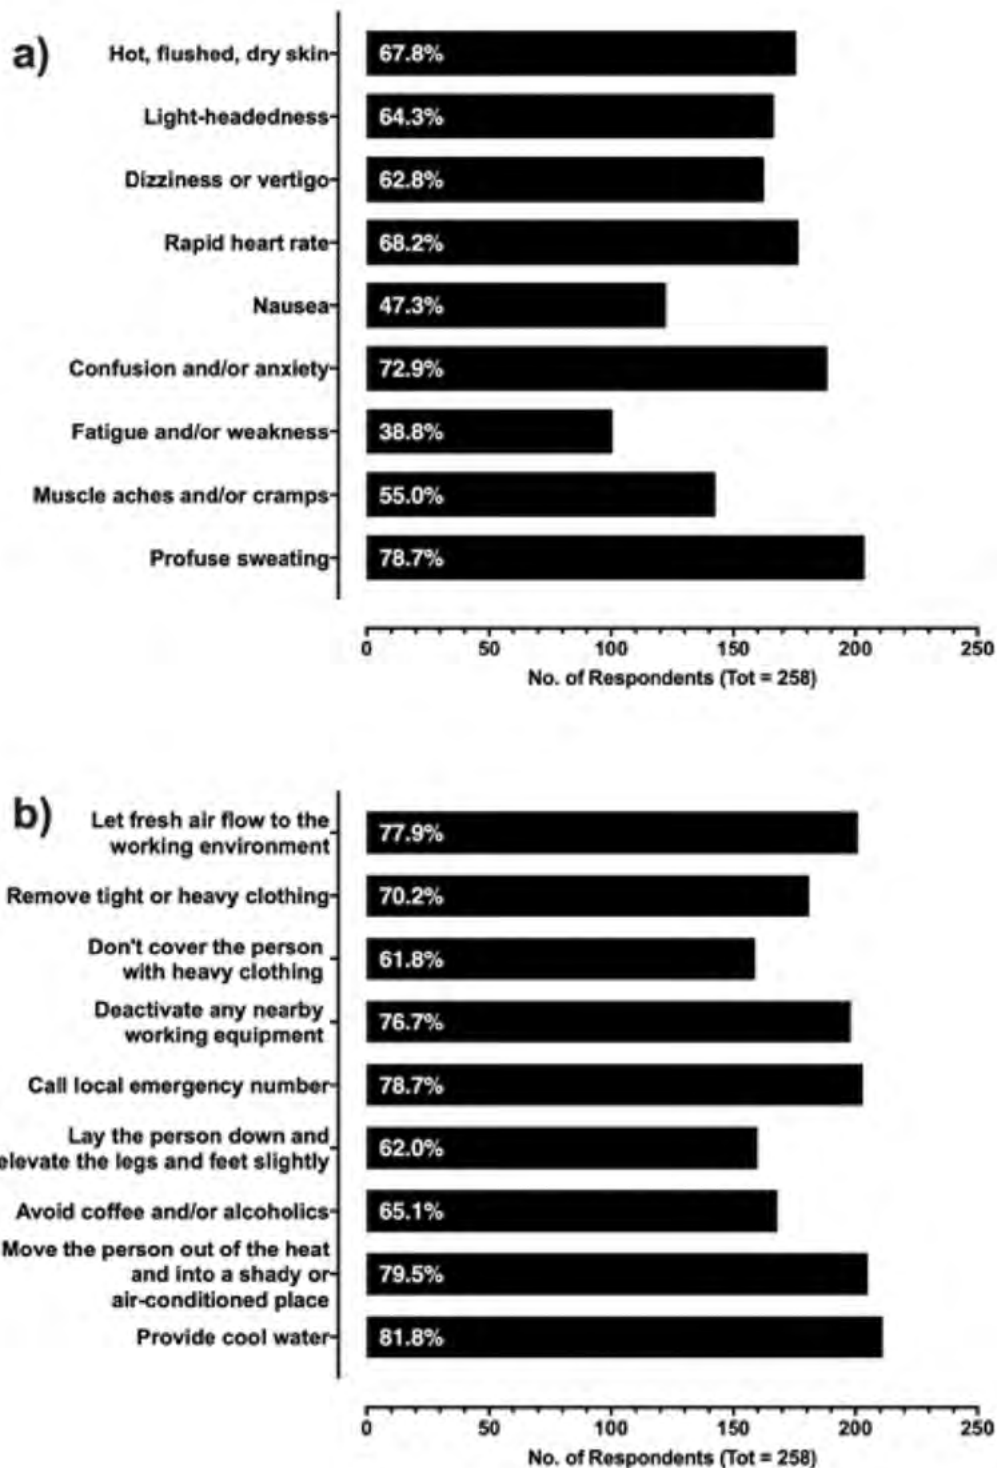 a)
Hot, flushed, dry skin
67.8%
Light-headedness
64.3%
Dizziness or vertigo
62.8%
Rapid heart rate
68.2%
Nausea
47.3%
Confusion and/or anxiety
72.9%
Fatigue and/or weakness
38.8%
Muscle aches and/or cramps
55.0%
Profuse sweating
78.7%
0 50 100 150 200 250
No. of Respondents (Tot = 258)
b)
Let fresh air flow to the
working environment
77.9%
Remove tight or heavy clothing
70.2%
Don't cover the person
with heavy clothing
61.8%
Deactivate any nearby
working equipment
76.7%
Call local emergency number
78.7%
Lay the person down and
elevate the legs and feet slightly
62.0%
Avoid coffee and/or alcoholics
65.1%
Move the person out of the heat
and into a shady or
air-conditioned place
79.5%
Provide cool water
81.8%
0 50 100 150 200 250
No. of Respondents (Tot = 258)